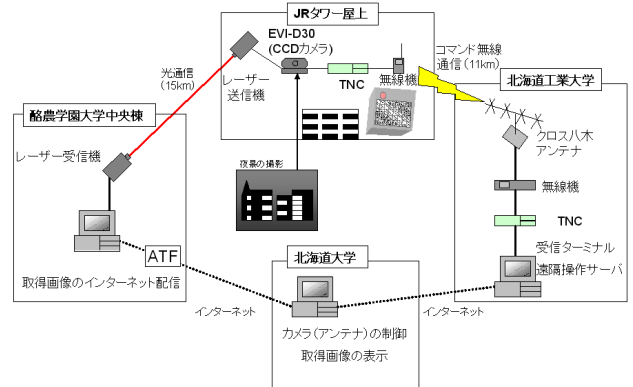 JRタワー屋上
EVI-D30
(CCDカメラ)
レーザー
送信機
TNC
無線機
光通信
(15km)
コマンド無線
通信(11km)
夜景の撮影
酪農学園大学中央棟
レーザー受信機
取得画像のインターネット配信
ATF
北海道工業大学
クロス八木
アンテナ
無線機
TNC
受信ターミナル
遠隔操作サーバ
北海道大学
インターネット
インターネット
カメラ(アンテナ)の制御
取得画像の表示